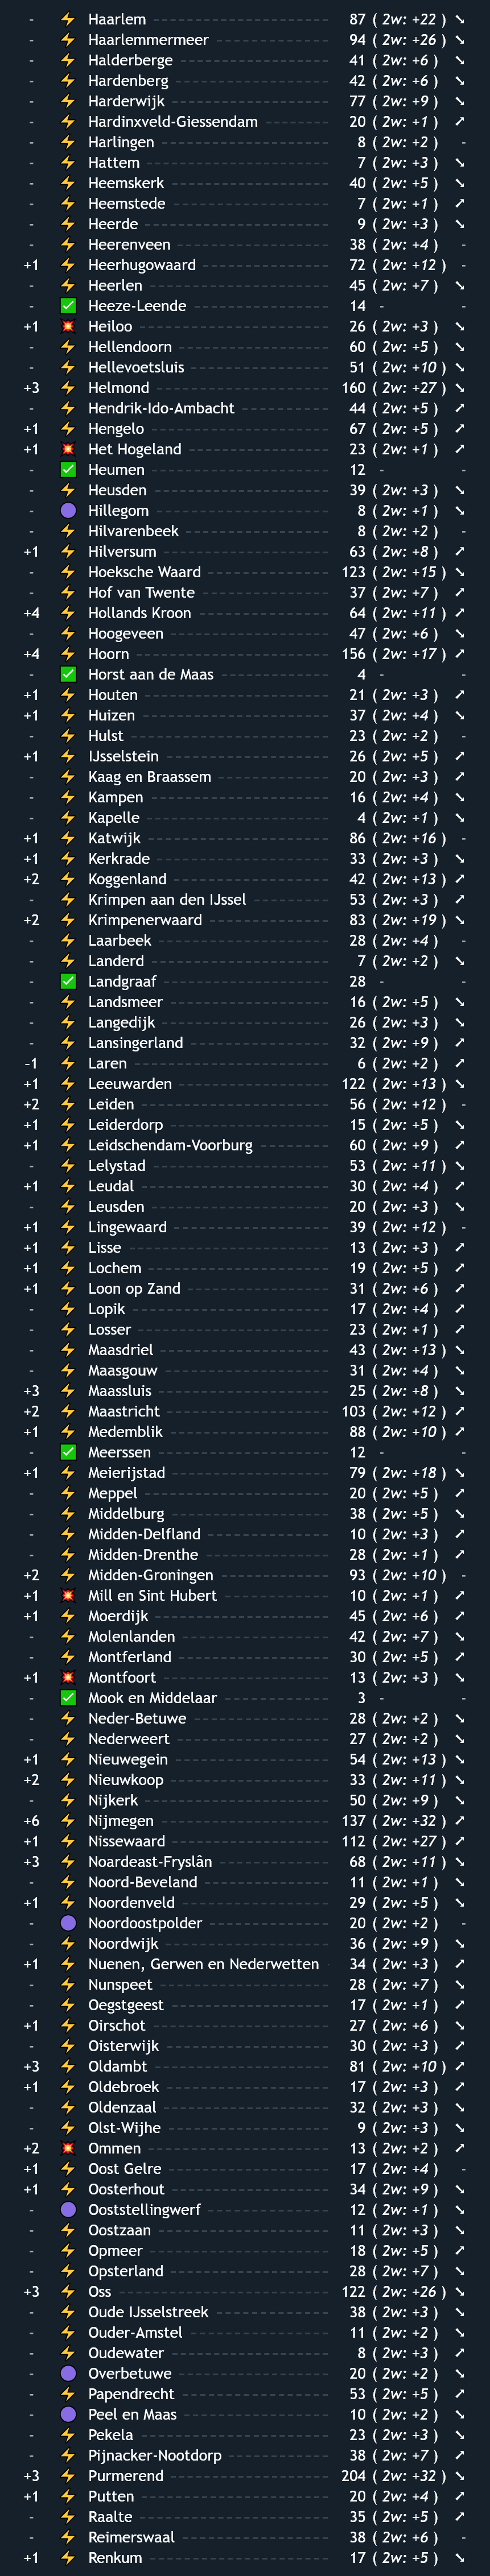 - ⚡ Haarlem 87 ( 2w: +22 ) ↘
- ⚡ Haarlemmermeer 94 ( 2w: +26 ) ↘
- ⚡ Halderberge 41 ( 2w: +6 ) ↘
- ⚡ Hardenberg 42 ( 2w: +6 ) ↘
- ⚡ Harderwijk 77 ( 2w: +9 ) ↘
- ⚡ Hardinxveld-Giessendam 20 ( 2w: +1 ) ↗
- ⚡ Harlingen 8 ( 2w: +2 ) -
- ⚡ Hattem 7 ( 2w: +3 ) ↘
- ⚡ Heemskerk 40 ( 2w: +5 ) ↘
- ⚡ Heemstede 7 ( 2w: +1 ) ↗
- ⚡ Heerde 9 ( 2w: +3 ) ↘
- ⚡ Heerenveen 38 ( 2w: +4 ) -
+1 ⚡ Heerhugowaard 72 ( 2w: +12 ) -
- ⚡ Heerlen 45 ( 2w: +7 ) ↘
- ✅ Heeze-Leende 14 - -
+1 💥 Heiloo 26 ( 2w: +3 ) ↘
- ⚡ Hellendoorn 60 ( 2w: +5 ) ↘
- ⚡ Hellevoetsluis 51 ( 2w: +10 ) ↘
+3 ⚡ Helmond 160 ( 2w: +27 ) ↘
- ⚡ Hendrik-Ido-Ambacht 44 ( 2w: +5 ) ↗
+1 ⚡ Hengelo 67 ( 2w: +5 ) ↗
+1 💥 Het Hogeland 23 ( 2w: +1 ) ↗
- ✅ Heumen 12 - -
- ⚡ Heusden 39 ( 2w: +3 ) ↘
- 🟣 Hillegom 8 ( 2w: +1 ) ↘
- ⚡ Hilvarenbeek 8 ( 2w: +2 ) -
+1 ⚡ Hilversum 63 ( 2w: +8 ) ↗
- ⚡ Hoeksche Waard 123 ( 2w: +15 ) ↘
- ⚡ Hof van Twente 37 ( 2w: +7 ) ↗
+4 ⚡ Hollands Kroon 64 ( 2w: +11 ) ↗
- ⚡ Hoogeveen 47 ( 2w: +6 ) ↘
+4 ⚡ Hoorn 156 ( 2w: +17 ) ↗
- ✅ Horst aan de Maas 4 - -
+1 ⚡ Houten 21 ( 2w: +3 ) ↗
+1 ⚡ Huizen 37 ( 2w: +4 ) ↘
- ⚡ Hulst 23 ( 2w: +2 ) -
+1 ⚡ IJsselstein 26 ( 2w: +5 ) ↗
- ⚡ Kaag en Braassem 20 ( 2w: +3 ) ↗
- ⚡ Kampen 16 ( 2w: +4 ) ↘
- ⚡ Kapelle 4 ( 2w: +1 ) ↘
+1 ⚡ Katwijk 86 ( 2w: +16 ) -
+1 ⚡ Kerkrade 33 ( 2w: +3 ) ↘
+2 ⚡ Koggenland 42 ( 2w: +13 ) ↗
- ⚡ Krimpen aan den IJssel 53 ( 2w: +3 ) ↗
+2 ⚡ Krimpenerwaard 83 ( 2w: +19 ) ↘
- ⚡ Laarbeek 28 ( 2w: +4 ) -
- ⚡ Landerd 7 ( 2w: +2 ) ↘
- ✅ Landgraaf 28 - -
- ⚡ Landsmeer 16 ( 2w: +5 ) ↘
- ⚡ Langedijk 26 ( 2w: +3 ) ↘
- ⚡ Lansingerland 32 ( 2w: +9 ) ↗
-1 ⚡ Laren 6 ( 2w: +2 ) ↗
+1 ⚡ Leeuwarden 122 ( 2w: +13 ) ↘
+2 ⚡ Leiden 56 ( 2w: +12 ) -
+1 ⚡ Leiderdorp 15 ( 2w: +5 ) ↘
+1 ⚡ Leidschendam-Voorburg 60 ( 2w: +9 ) ↗
- ⚡ Lelystad 53 ( 2w: +11 ) ↘
+1 ⚡ Leudal 30 ( 2w: +4 ) ↗
- ⚡ Leusden 20 ( 2w: +3 ) ↘
+1 ⚡ Lingewaard 39 ( 2w: +12 ) -
+1 ⚡ Lisse 13 ( 2w: +3 ) ↗
+1 ⚡ Lochem 19 ( 2w: +5 ) ↗
+1 ⚡ Loon op Zand 31 ( 2w: +6 ) ↗
- ⚡ Lopik 17 ( 2w: +4 ) ↗
- ⚡ Losser 23 ( 2w: +1 ) ↗
- ⚡ Maasdriel 43 ( 2w: +13 ) ↘
- ⚡ Maasgouw 31 ( 2w: +4 ) ↘
+3 ⚡ Maassluis 25 ( 2w: +8 ) ↘
+2 ⚡ Maastricht 103 ( 2w: +12 ) ↗
+1 ⚡ Medemblik 88 ( 2w: +10 ) ↗
- ✅ Meerssen 12 - -
+1 ⚡ Meierijstad 79 ( 2w: +18 ) ↘
- ⚡ Meppel 20 ( 2w: +5 ) ↗
- ⚡ Middelburg 38 ( 2w: +5 ) ↘
- ⚡ Midden-Delfland 10 ( 2w: +3 ) ↗
- ⚡ Midden-Drenthe 28 ( 2w: +1 ) ↗
+2 ⚡ Midden-Groningen 93 ( 2w: +10 ) -
+1 💥 Mill en Sint Hubert 10 ( 2w: +1 ) ↗
+1 ⚡ Moerdijk 45 ( 2w: +6 ) ↗
- ⚡ Molenlanden 42 ( 2w: +7 ) ↘
- ⚡ Montferland 30 ( 2w: +5 ) ↗
+1 💥 Montfoort 13 ( 2w: +3 ) ↘
- ✅ Mook en Middelaar 3 - -
- ⚡ Neder-Betuwe 28 ( 2w: +2 ) ↘
- ⚡ Nederweert 27 ( 2w: +2 ) ↘
+1 ⚡ Nieuwegein 54 ( 2w: +13 ) ↘
+2 ⚡ Nieuwkoop 33 ( 2w: +11 ) ↘
- ⚡ Nijkerk 50 ( 2w: +9 ) ↘
+6 ⚡ Nijmegen 137 ( 2w: +32 ) ↗
+1 ⚡ Nissewaard 112 ( 2w: +27 ) ↗
+3 ⚡ Noardeast-Fryslân 68 ( 2w: +11 ) ↘
- ⚡ Noord-Beveland 11 ( 2w: +1 ) ↘
+1 ⚡ Noordenveld 29 ( 2w: +5 ) ↘
- 🟣 Noordoostpolder 20 ( 2w: +2 ) -
- ⚡ Noordwijk 36 ( 2w: +9 ) ↘
+1 ⚡ Nuenen, Gerwen en Nederwetten 34 ( 2w: +3 ) ↗
- ⚡ Nunspeet 28 ( 2w: +7 ) ↘
- ⚡ Oegstgeest 17 ( 2w: +1 ) ↗
+1 ⚡ Oirschot 27 ( 2w: +6 ) ↘
- ⚡ Oisterwijk 30 ( 2w: +3 ) ↗
+3 ⚡ Oldambt 81 ( 2w: +10 ) ↗
+1 ⚡ Oldebroek 17 ( 2w: +3 ) ↗
- ⚡ Oldenzaal 32 ( 2w: +3 ) ↘
- ⚡ Olst-Wijhe 9 ( 2w: +3 ) ↘
+2 💥 Ommen 13 ( 2w: +2 ) ↗
+1 ⚡ Oost Gelre 17 ( 2w: +4 ) -
+1 ⚡ Oosterhout 34 ( 2w: +9 ) ↘
- 🟣 Ooststellingwerf 12 ( 2w: +1 ) ↘
- ⚡ Oostzaan 11 ( 2w: +3 ) ↘
- ⚡ Opmeer 18 ( 2w: +5 ) ↗
- ⚡ Opsterland 28 ( 2w: +7 ) ↗
+3 ⚡ Oss 122 ( 2w: +26 ) ↘
- ⚡ Oude IJsselstreek 38 ( 2w: +3 ) ↘
- ⚡ Ouder-Amstel 11 ( 2w: +2 ) ↘
- ⚡ Oudewater 8 ( 2w: +3 ) ↗
- 🟣 Overbetuwe 20 ( 2w: +2 ) ↘
- ⚡ Papendrecht 53 ( 2w: +5 ) ↗
- 🟣 Peel en Maas 10 ( 2w: +2 ) ↘
- ⚡ Pekela 23 ( 2w: +3 ) ↘
- ⚡ Pijnacker-Nootdorp 38 ( 2w: +7 ) ↗
+3 ⚡ Purmerend 204 ( 2w: +32 ) ↘
+1 ⚡ Putten 20 ( 2w: +4 ) ↗
- ⚡ Raalte 35 ( 2w: +5 ) ↗
- ⚡ Reimerswaal 38 ( 2w: +6 ) -
+1 ⚡ Renkum 17 ( 2w: +5 ) ↘